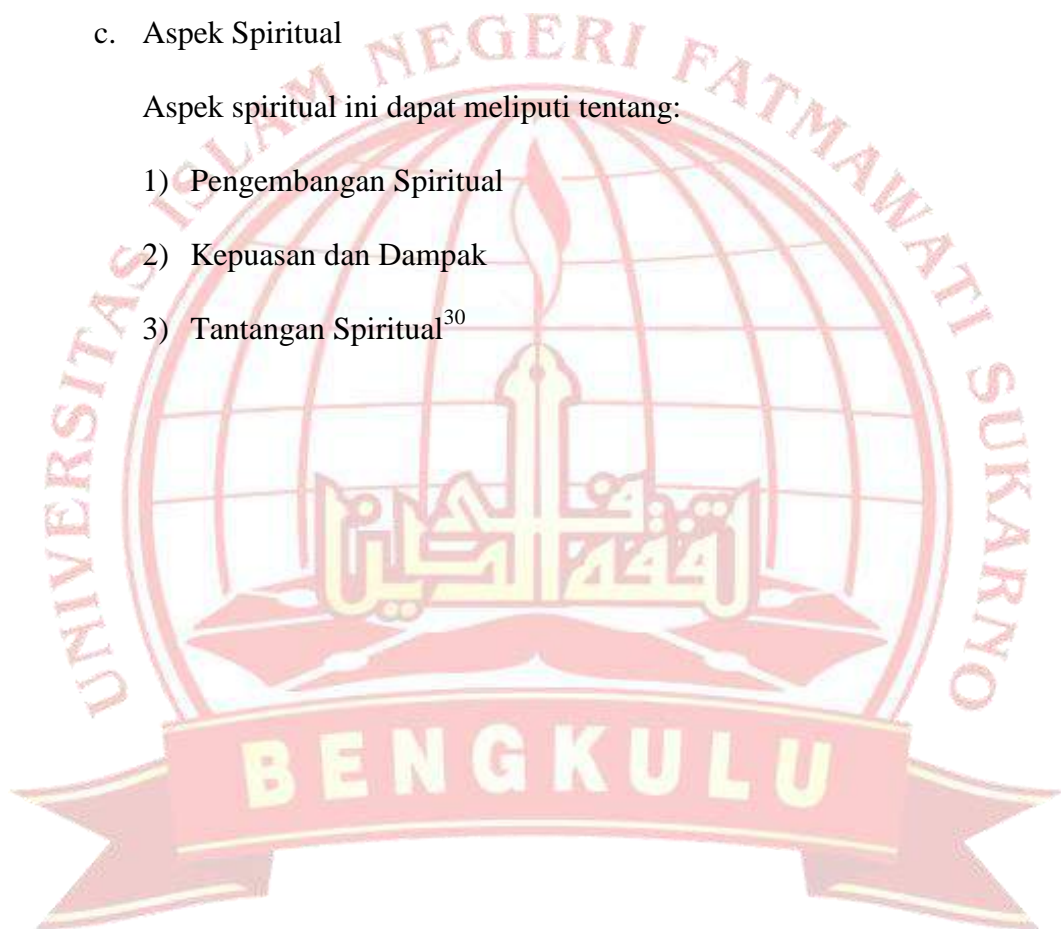 c. Aspek Spiritual
Aspek spiritual ini dapat meliputi tentang:
1) Pengembangan Spiritual
2) Kepuasan dan Dampak
3) Tantangan Spiritual30
UNIVERSITAS ISLAM NEGERI FATMAWATI SUKARNO
BENGKULU